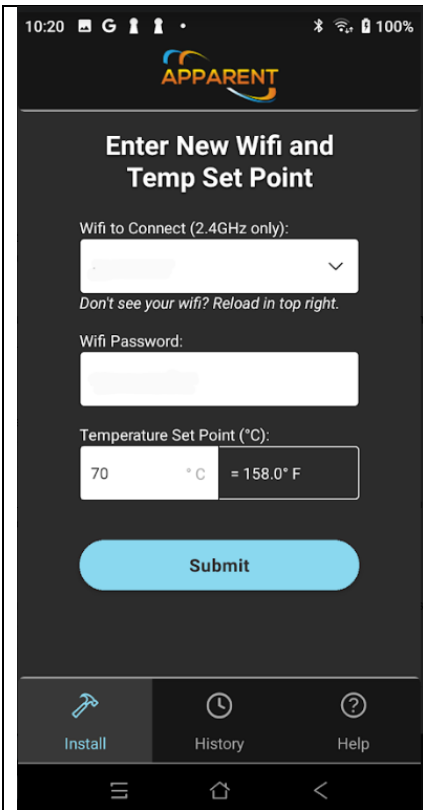 10:20 G 100%
APPARENT
Enter New Wifi and
Temp Set Point
Wifi to Connect (2.4GHz only):
Don't see your wifi? Reload in top right.
Wifi Password:
Temperature Set Point (°C):
70 ° C = 158.0° F
Submit
Install History Help